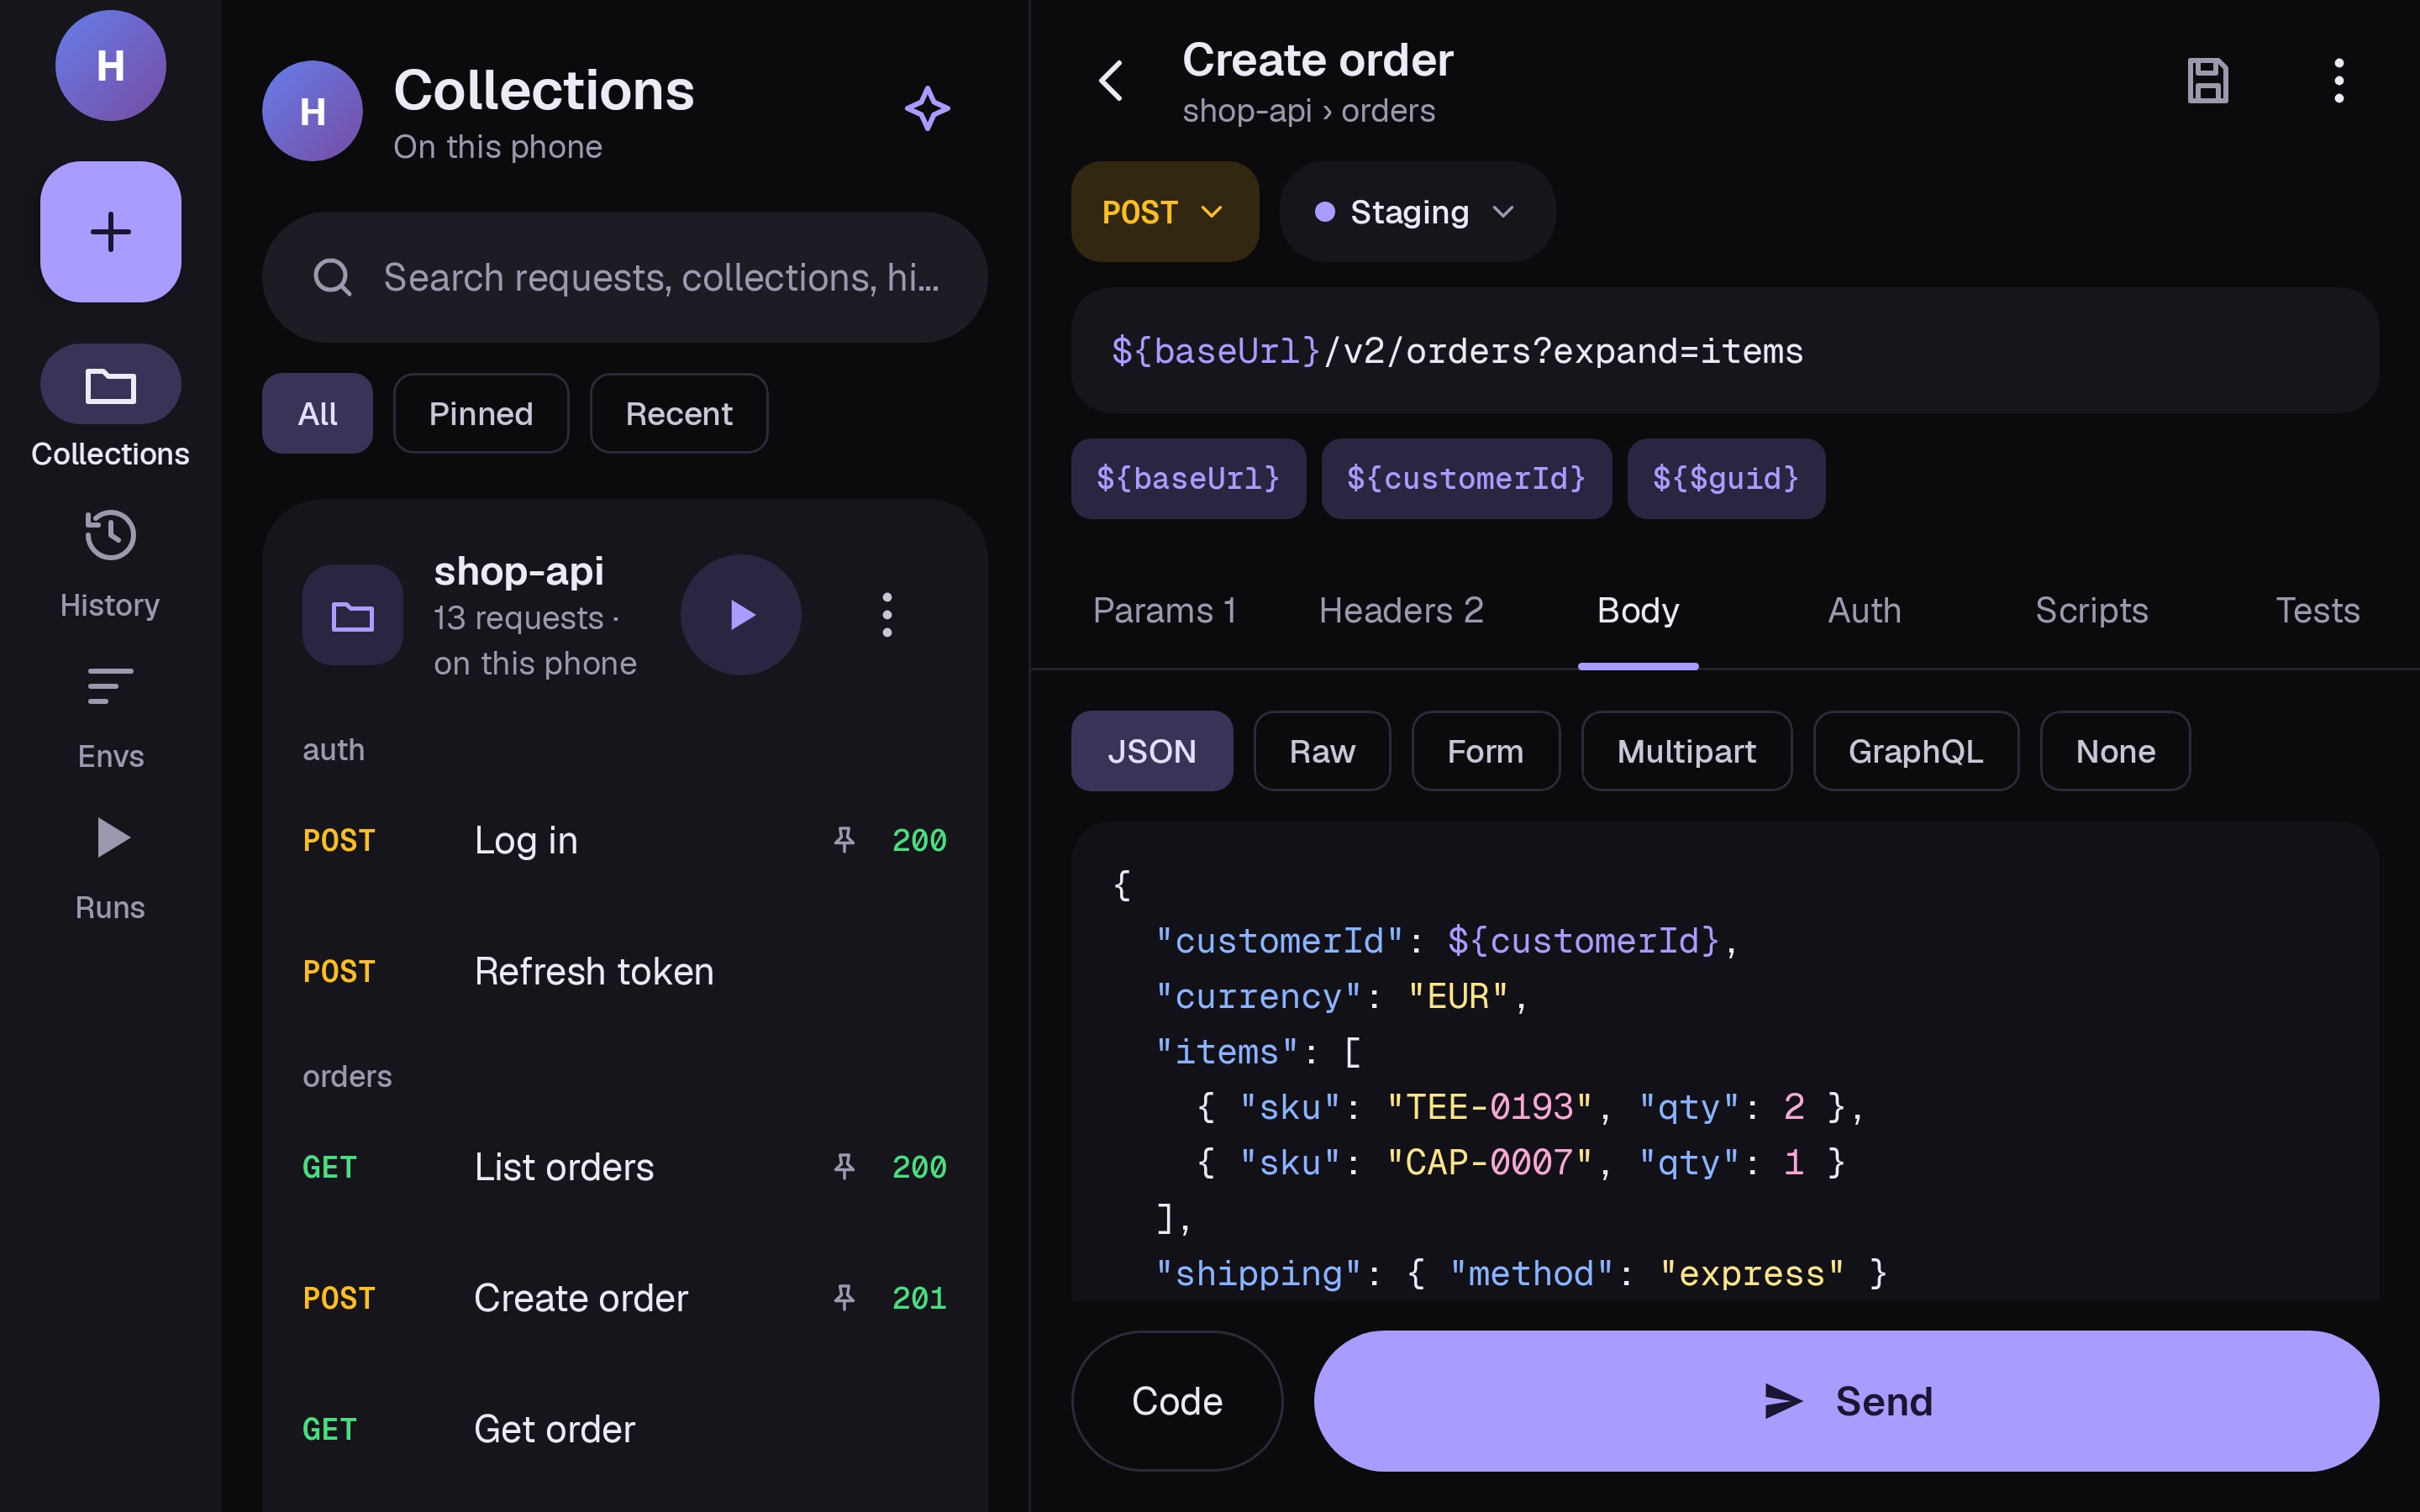 H
Collections
History
Envs
Runs
H
Collections
On this phone
Search requests, collections, hi...
All
Pinned
Recent
shop-api
13 requests ·
on this phone
auth
POST Log in 200
POST Refresh token
orders
GET List orders 200
POST Create order 201
GET Get order
Create order
shop-api › orders
POST
Staging
${baseUrl}/v2/orders?expand=items
${baseUrl}
${customerId}
${$guid}
Params 1
Headers 2
Body
Auth
Scripts
Tests
JSON
Raw
Form
Multipart
GraphQL
None
{
"customerId": ${customerId},
"currency": "EUR",
"items": [
{ "sku": "TEE-0193", "qty": 2 },
{ "sku": "CAP-0007", "qty": 1 }
],
"shipping": { "method": "express" }
Code
Send